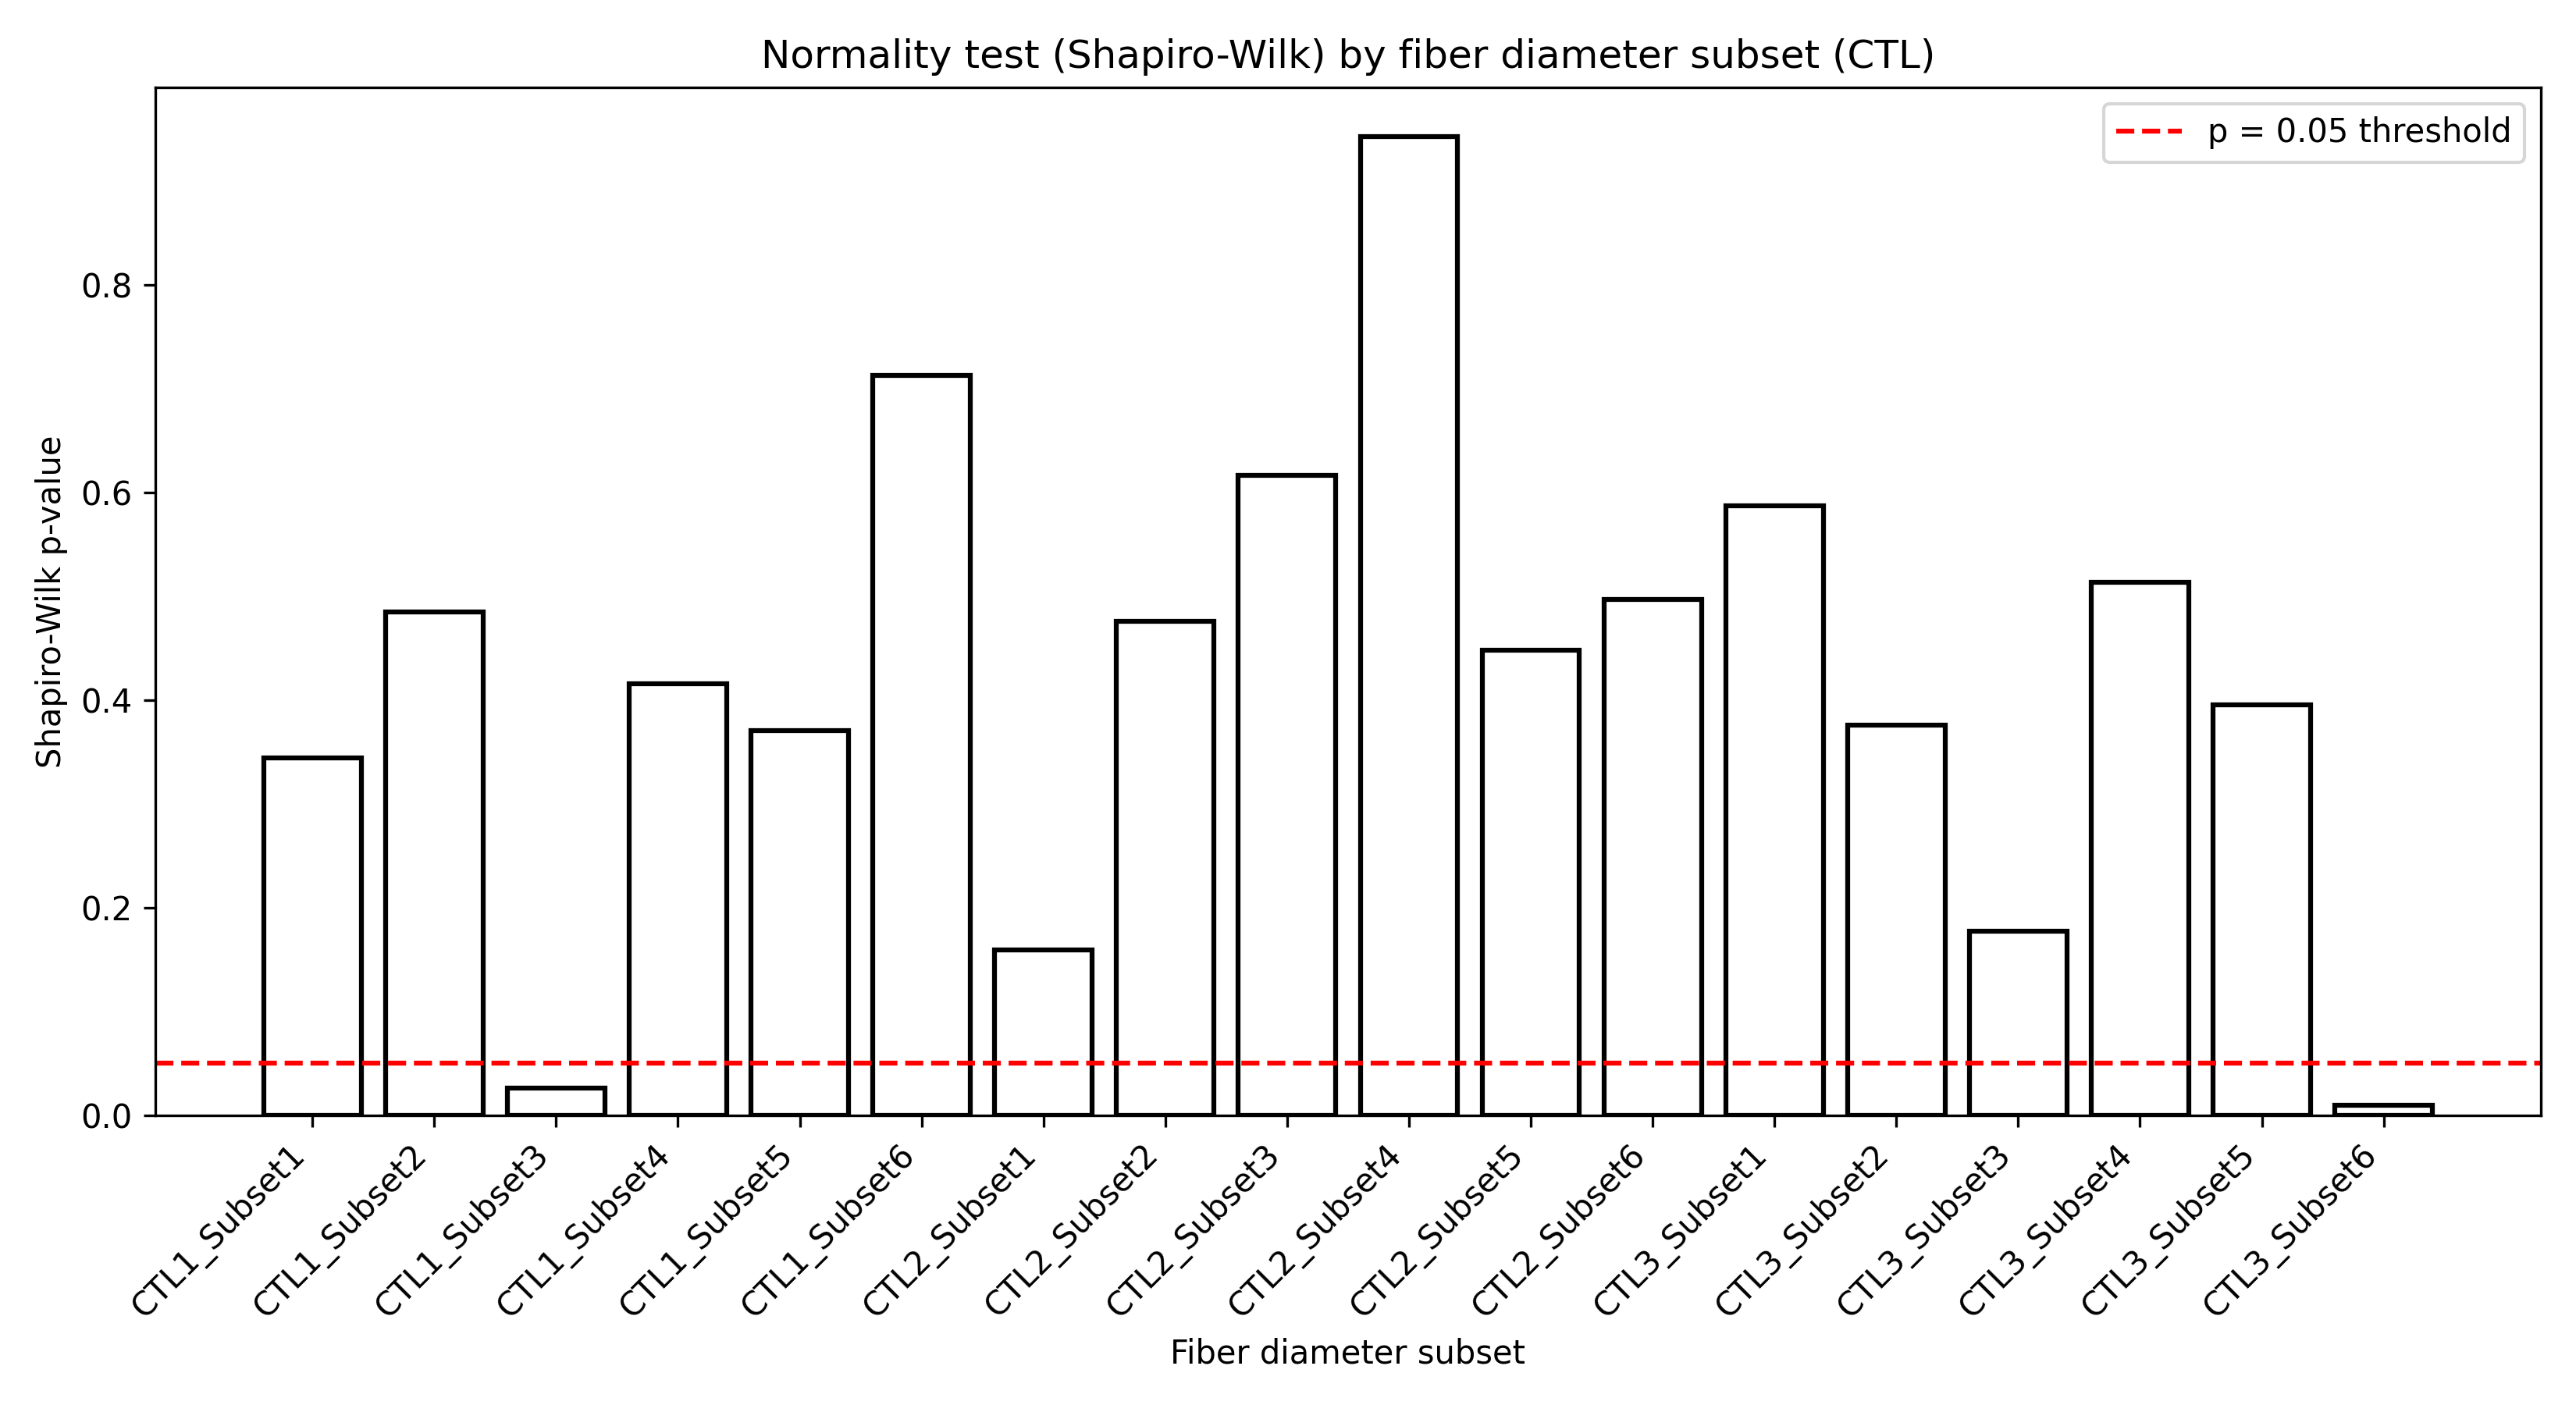 Normality test (Shapiro-Wilk) by fiber diameter subset (CTL)
p = 0.05 threshold
Shapiro-Wilk p-value
0.8
0.6
0.4
0.2
0.0
CTL1_Subset1
CTL1_Subset2
CTL1_Subset3
CTL1_Subset4
CTL1_Subset5
CTL1_Subset6
CTL2_Subset1
CTL2_Subset2
CTL2_Subset3
CTL2_Subset4
CTL2_Subset5
CTL2_Subset6
CTL3_Subset1
CTL3_Subset2
CTL3_Subset3
CTL3_Subset4
CTL3_Subset5
CTL3_Subset6
Fiber diameter subset